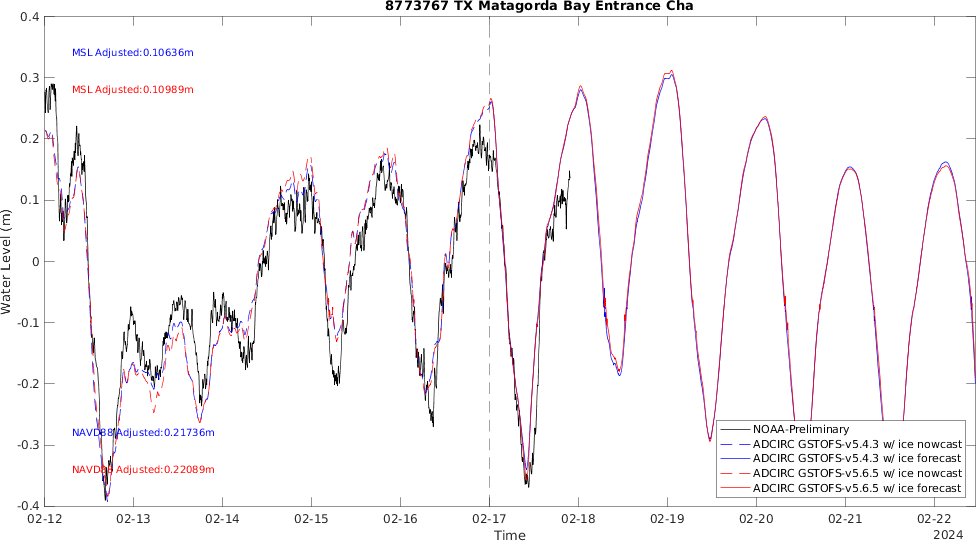 8773767 TX Matagorda Bay Entrance Cha
0.4
0.3
0.2
0.1
0
-0.1
-0.2
-0.3
-0.4
Water Level (m)
MSL Adjusted:0.10636m
MSL Adjusted:0.10989m
NAVD88 Adjusted:0.21736m
NAVD88 Adjusted:0.22089m
NOAA-Preliminary
ADCIRC GSTOFS-v5.4.3 w/ ice nowcast
ADCIRC GSTOFS-v5.4.3 w/ ice forecast
ADCIRC GSTOFS-v5.6.5 w/ ice nowcast
ADCIRC GSTOFS-v5.6.5 w/ ice forecast
02-12 02-13 02-14 02-15 02-16 02-17 02-18 02-19 02-20 02-21 02-22
2024
Time